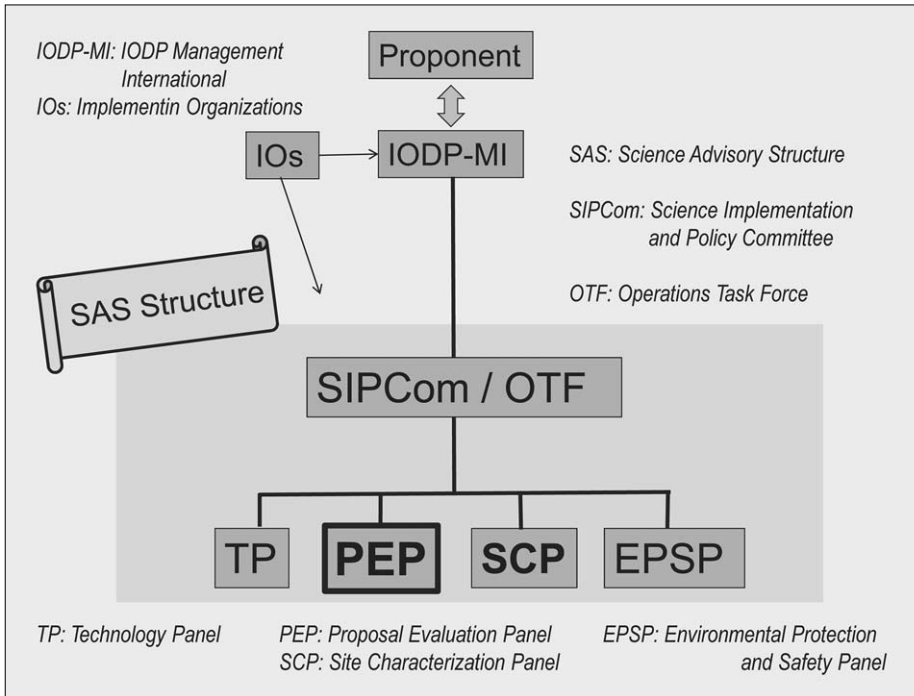 IODP-MI: IODP Management
International
IOs: Implementin Organizations
Proponent
IOs
IODP-MI
SAS: Science Advisory Structure
SIPCom: Science Implementation
and Policy Committee
OTF: Operations Task Force
SAS Structure
SIPCom / OTF
TP
PEP
SCP
EPSP
TP: Technology Panel
PEP: Proposal Evaluation Panel
SCP: Site Characterization Panel
EPSP: Environmental Protection
and Safety Panel